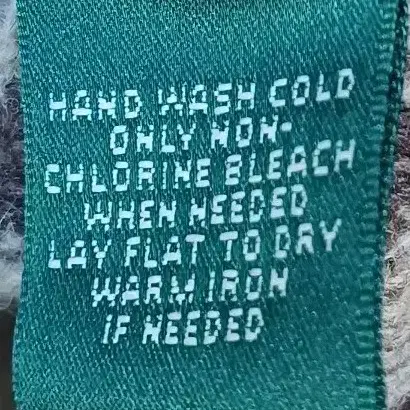 HAND WASH COLD
ONLY NON-
CHLORINE BLEACH
WHEN NEEDED
LAY FLAT TO DRY
WARM IRON
IF NEEDED